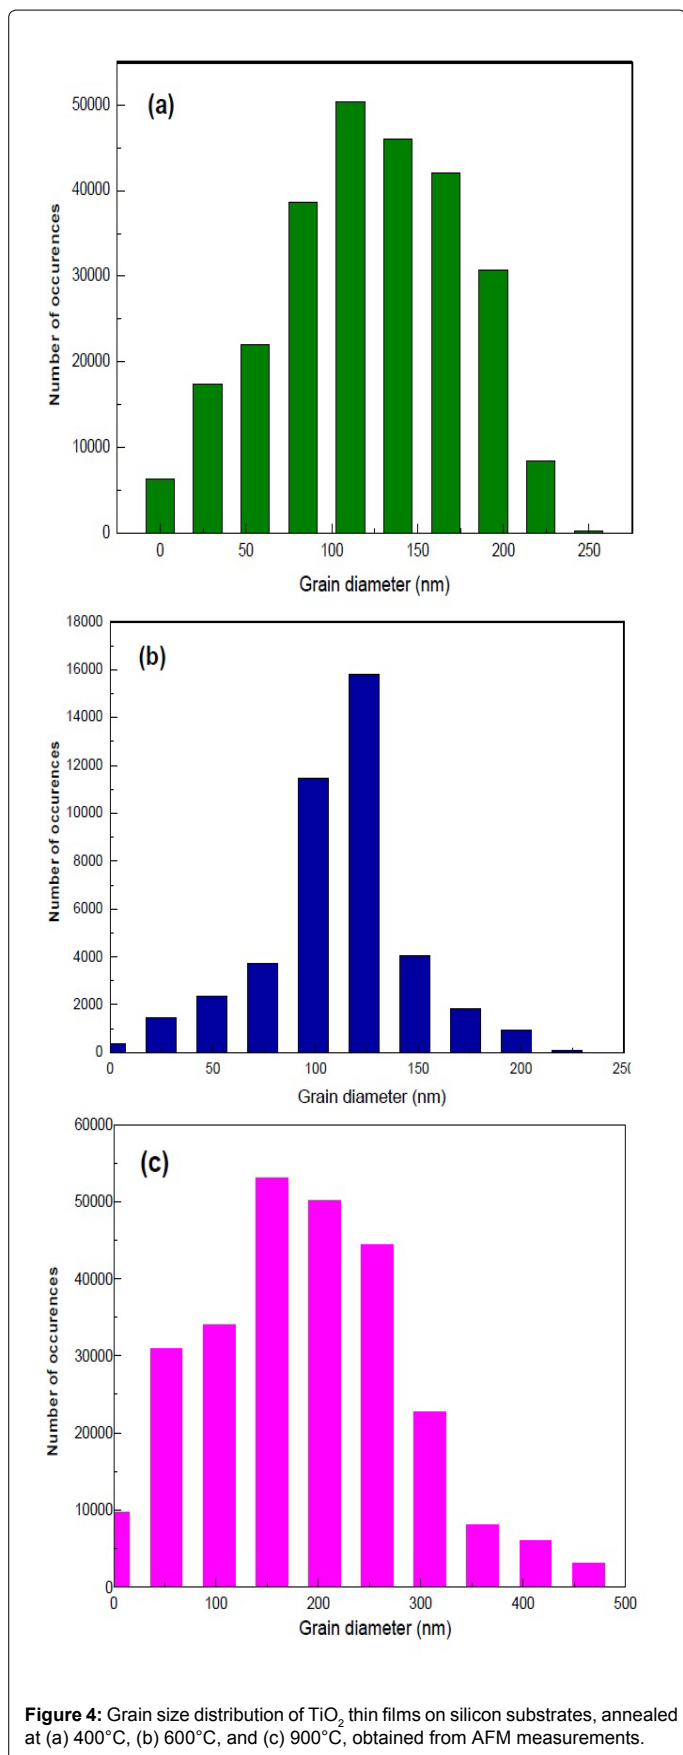 (a)
50000
40000
30000
20000
10000
0
Number of occurences
0 50 100 150 200 250
Grain diameter (nm)
(b)
18000
16000
14000
12000
10000
8000
6000
4000
2000
0
Number of occurences
0 50 100 150 200 250
Grain diameter (nm)
(c)
60000
50000
40000
30000
20000
10000
0
Number of occurences
0 100 200 300 400 500
Grain diameter (nm)
Figure 4: Grain size distribution of TiO₂ thin films on silicon substrates, annealed
at (a) 400°C, (b) 600°C, and (c) 900°C, obtained from AFM measurements.